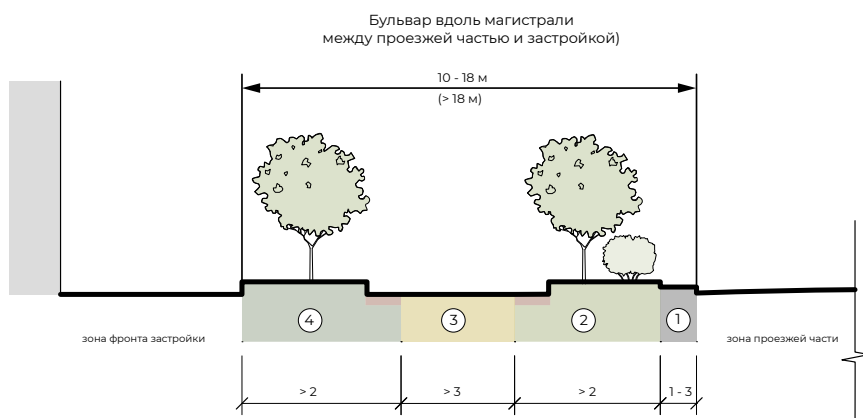 Бульвар вдоль магистрали
между проезжей частью и застройкой)
10 - 18 м
(> 18 м)
4
3
2
1
зона фронта застройки
зона проезжей части
> 2
> 3
> 2
1 - 3